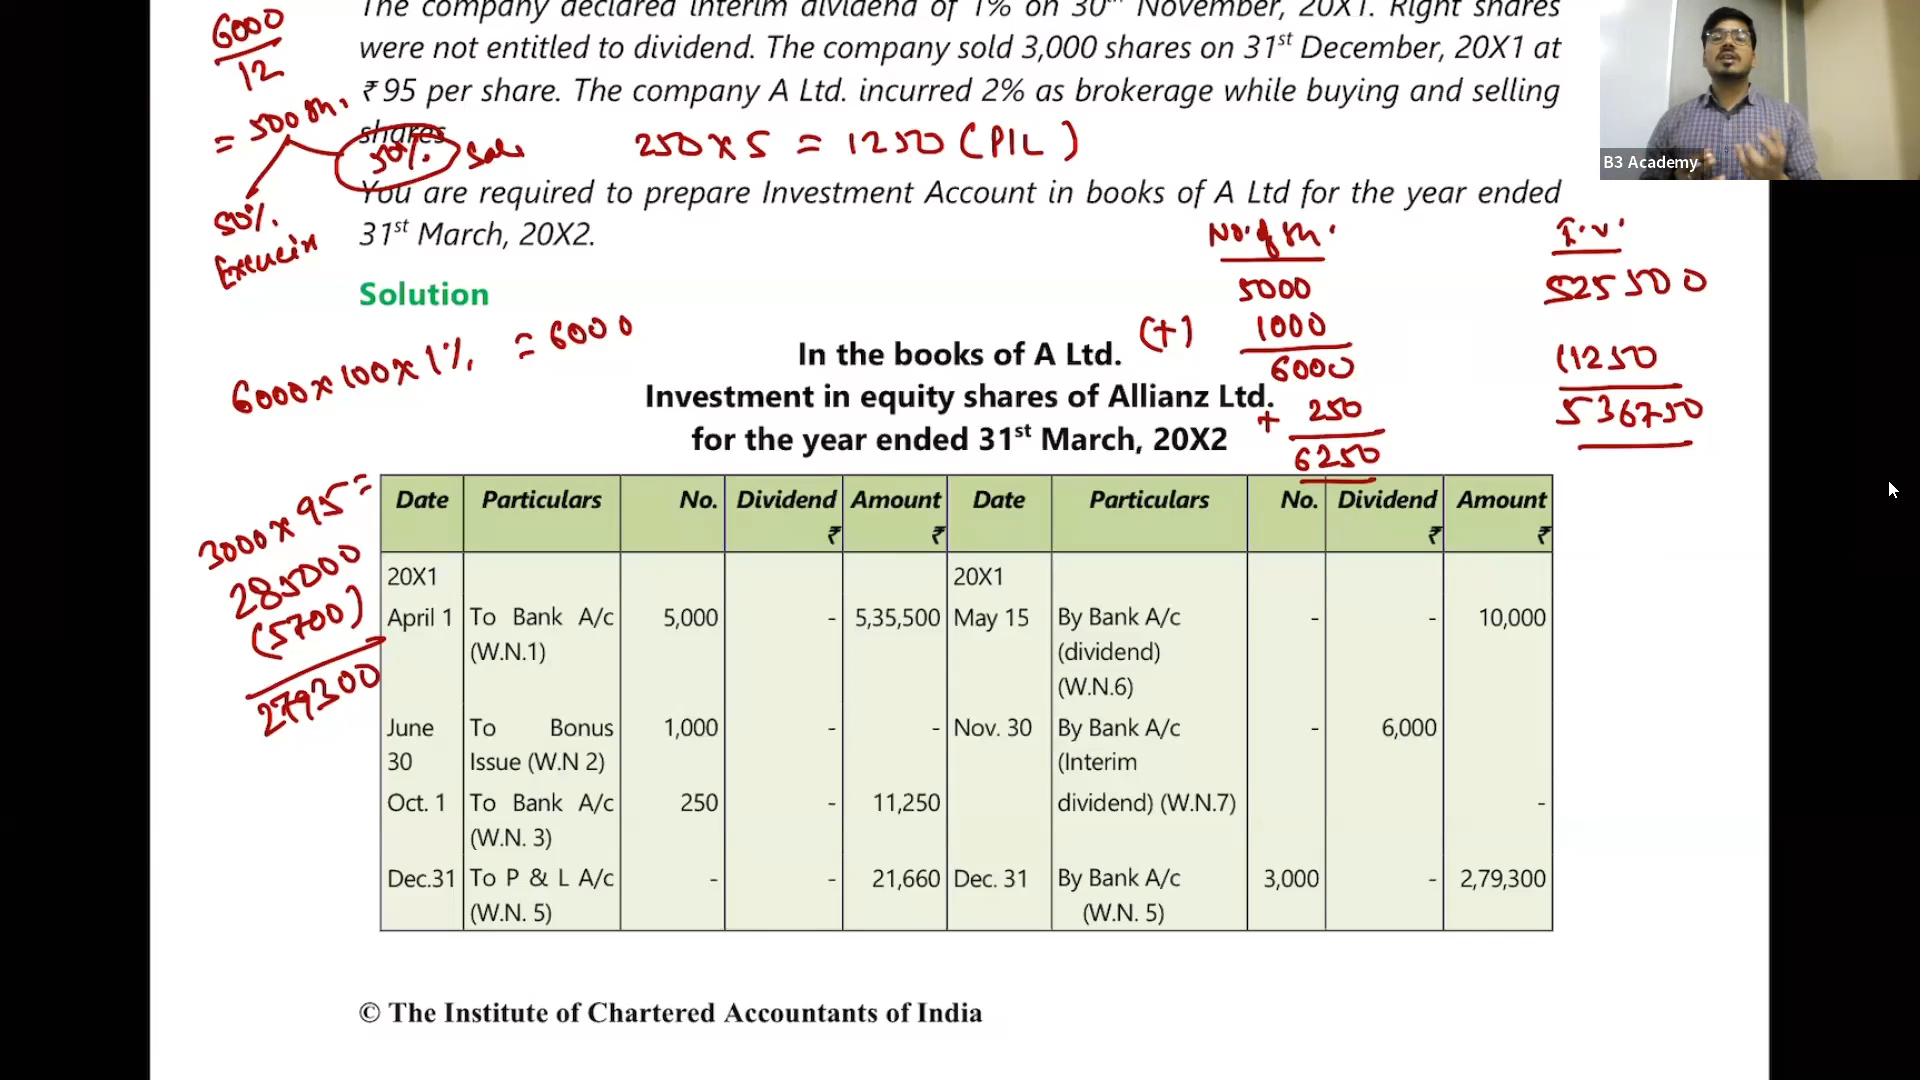 The company declared interim dividend of 1% on 30th November, 20X1. Right shares
were not entitled to dividend. The company sold 3,000 shares on 31st December, 20X1 at
₹ 95 per share. The company A Ltd. incurred 2% as brokerage while buying and selling
shares
6000
12
= 500 sh.
50%. Sale
50%.
250 x 5 = 1250 (P/L)
B3 Academy
You are required to prepare Investment Account in books of A Ltd for the year ended
31st March, 20X2.
No. of sh.
5000
(+) 1000
6000
+ 250
6250
I.V.
525500
11250
536750
Solution
6000 x 100 x 1% = 6000
In the books of A Ltd.
Investment in equity shares of Allianz Ltd.
for the year ended 31st March, 20X2
3000 x 95 =
285000
(5700)
279300
Date Particulars No. Dividend ₹ Amount ₹ Date Particulars No. Dividend ₹ Amount ₹
20X1 20X1
April 1 To Bank A/c (W.N.1) 5,000 - 5,35,500 May 15 By Bank A/c (dividend) (W.N.6) - - 10,000
June 30 To Bonus Issue (W.N 2) 1,000 - - Nov. 30 By Bank A/c (Interim dividend) (W.N.7) - 6,000 -
Oct. 1 To Bank A/c (W.N. 3) 250 - 11,250
Dec.31 To P & L A/c (W.N. 5) - - 21,660 Dec. 31 By Bank A/c (W.N. 5) 3,000 - 2,79,300
© The Institute of Chartered Accountants of India